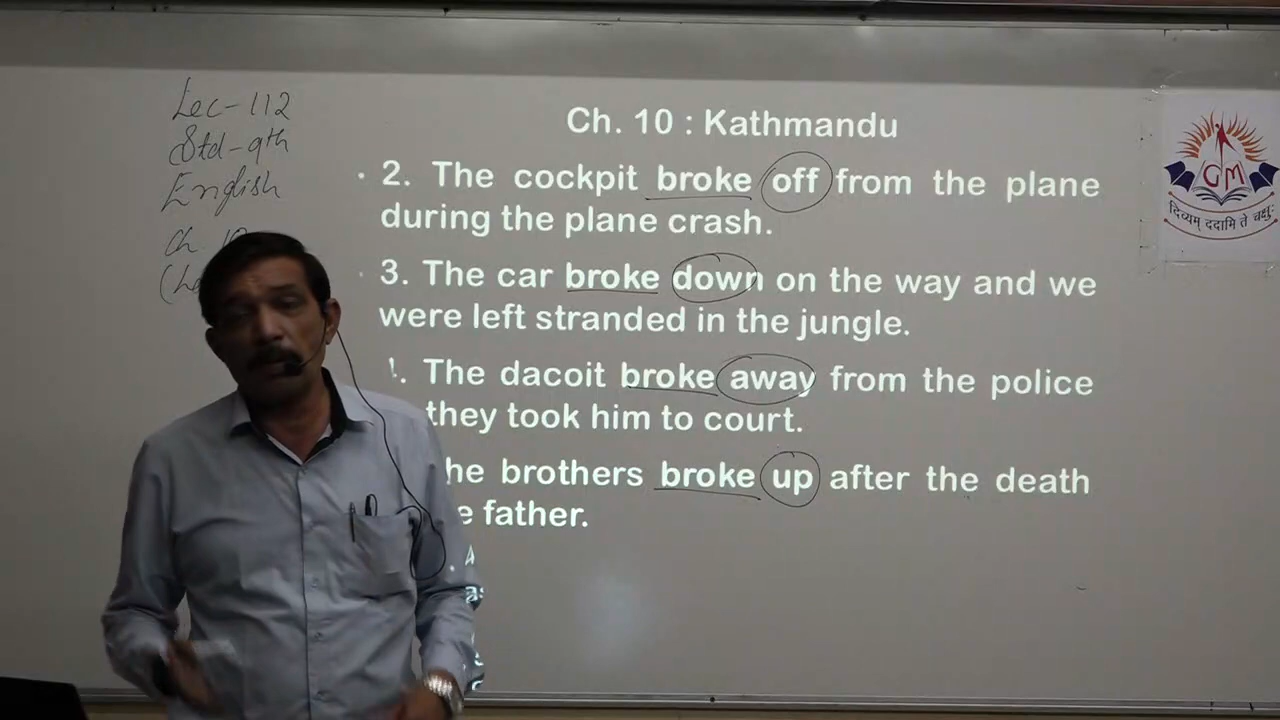 Lec-112
Std-9th
English
Ch 10
Ch. 10 : Kathmandu
2. The cockpit broke off from the plane
during the plane crash.
3. The car broke down on the way and we
were left stranded in the jungle.
The dacoit broke away from the police
they took him to court.
he brothers broke up after the death
e father.
GM
दिव्यम् ददामि ते चक्षुः